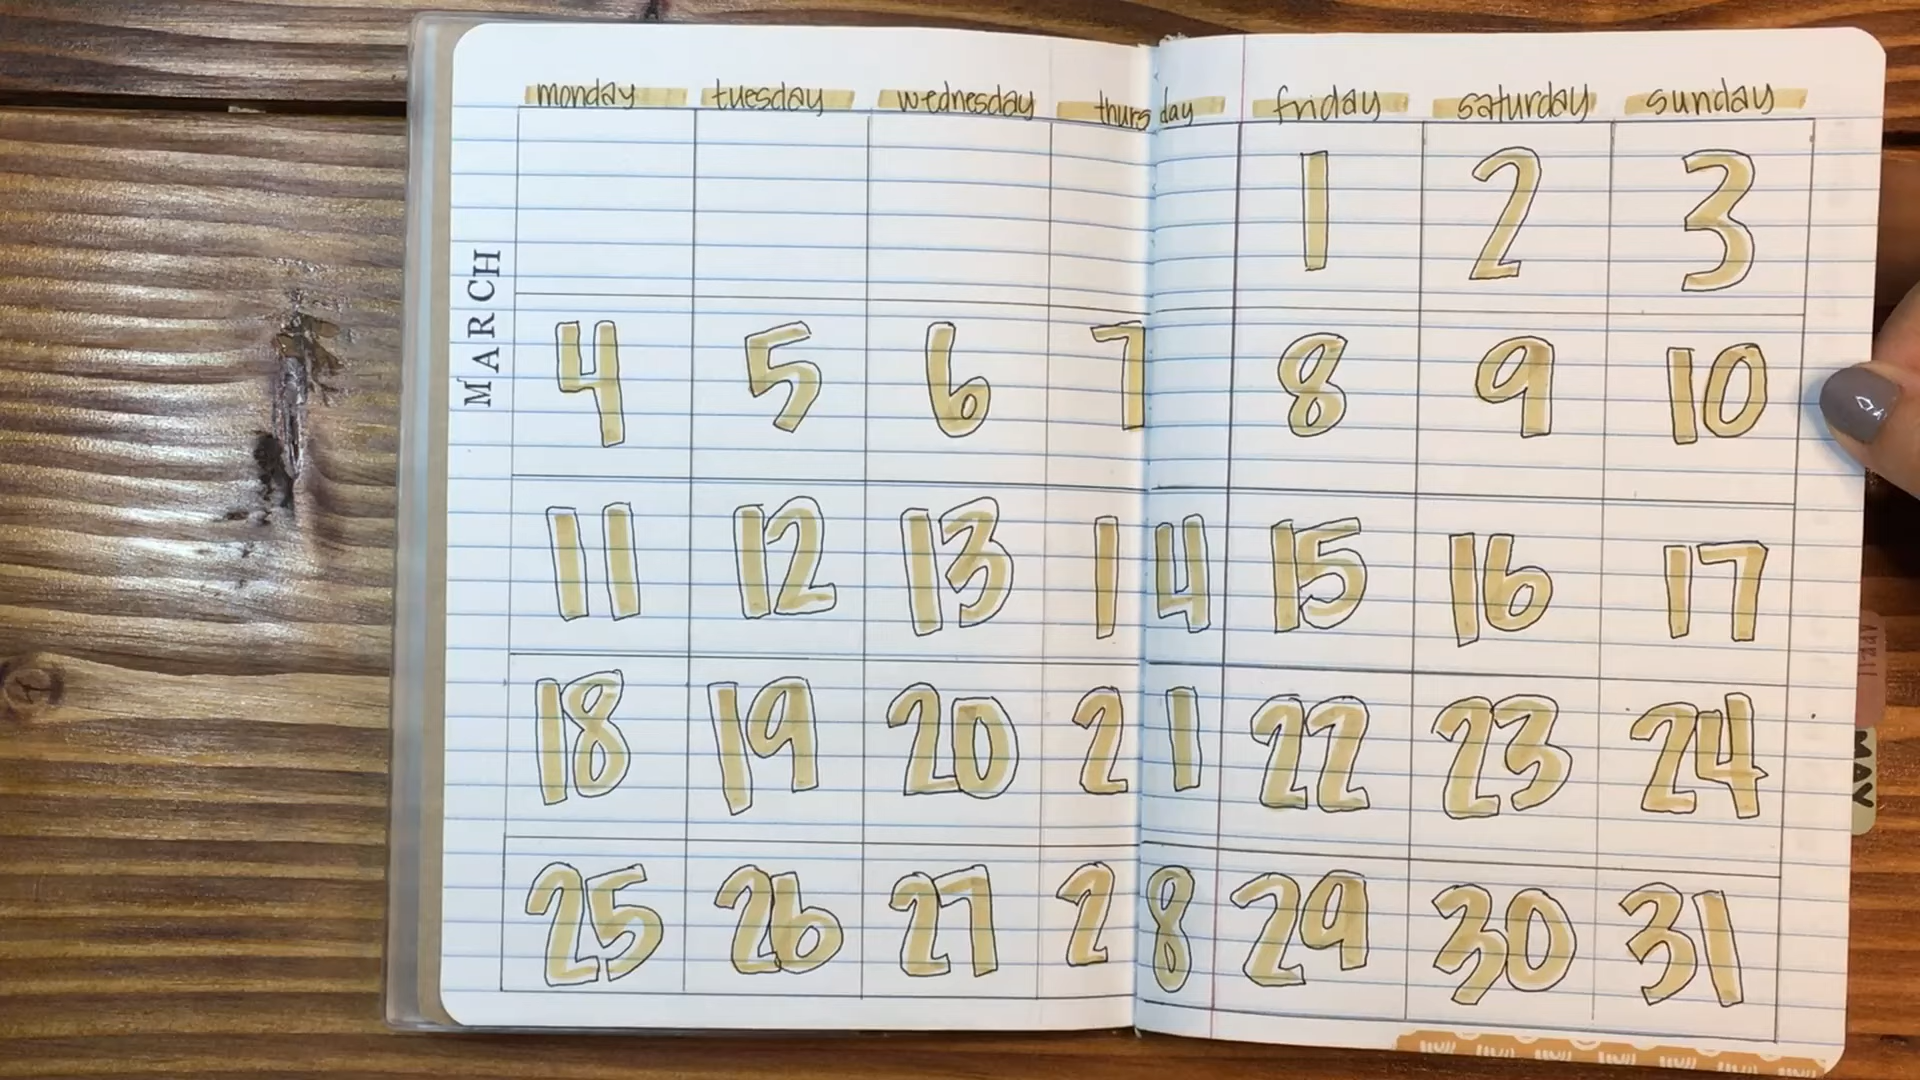 monday tuesday wednesday thursday friday saturday sunday
MARCH
1 2 3
4 5 6 7 8 9 10
11 12 13 14 15 16 17
18 19 20 21 22 23 24
25 26 27 28 29 30 31
MAY